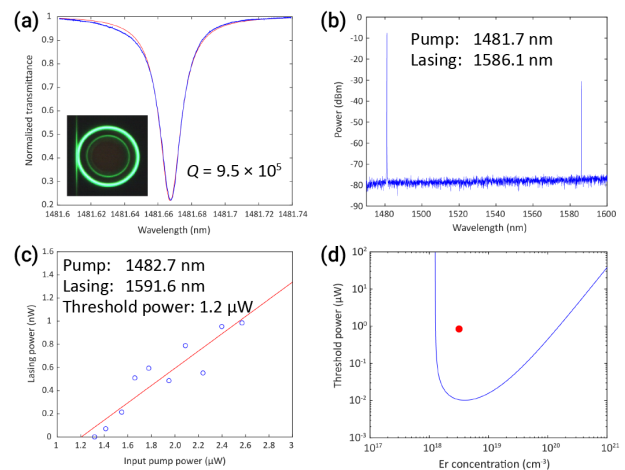 (a)
1
0.9
0.8
0.7
0.6
0.5
0.4
0.3
0.2
Normalized transmittance
Q = 9.5 × 10⁵
1481.6 1481.62 1481.64 1481.66 1481.68 1481.7 1481.72 1481.74
Wavelength (nm)
(b)
Pump: 1481.7 nm
Lasing: 1586.1 nm
0
-10
-20
-30
-40
-50
-60
-70
-80
-90
Power (dBm)
1480 1500 1520 1540 1560 1580 1600
Wavelength (nm)
(c)
Pump: 1482.7 nm
Lasing: 1591.6 nm
Threshold power: 1.2 μW
1.6
1.4
1.2
1
0.8
0.6
0.4
0.2
0
Lasing power (nW)
1 1.2 1.4 1.6 1.8 2 2.2 2.4 2.6 2.8 3
Input pump power (μW)
(d)
10²
10¹
10⁰
10⁻¹
10⁻²
10⁻³
Threshold power (μW)
10¹⁷ 10¹⁸ 10¹⁹ 10²⁰ 10²¹
Er concentration (cm⁻³)